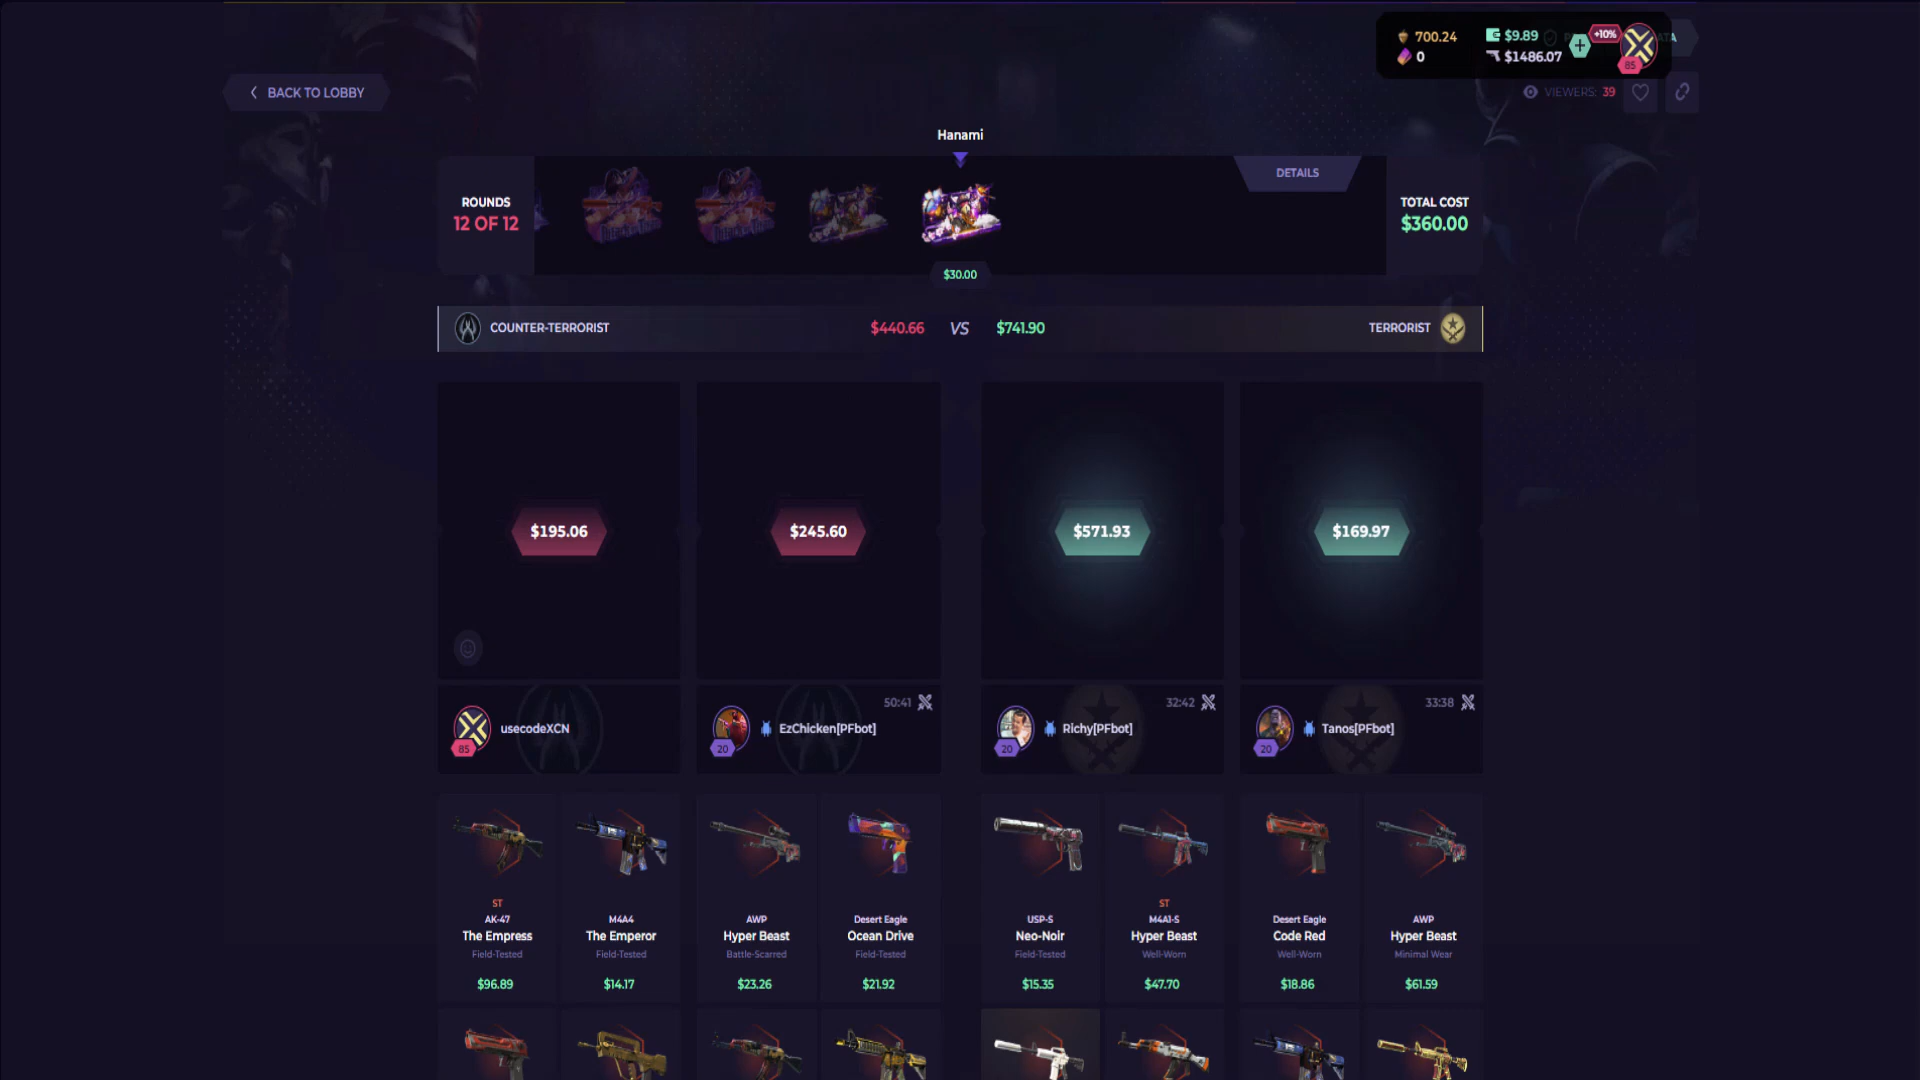 700.24
0
$9.89
$1486.07
+10%
85
BACK TO LOBBY
VIEWERS: 39
Hanami
ROUNDS
12 OF 12
DETAILS
TOTAL COST
$360.00
$30.00
COUNTER-TERRORIST
$440.66
VS
$741.90
TERRORIST
$195.06
$245.60
$571.93
$169.97
85
usecodeXCN
50:41
20
EzChicken[PFbot]
32:42
20
Richy[PFbot]
33:38
20
Tanos[PFbot]
ST
AK-47
The Empress
Field-Tested
$96.89
M4A4
The Emperor
Field-Tested
$14.17
AWP
Hyper Beast
Battle-Scarred
$23.26
Desert Eagle
Ocean Drive
Field-Tested
$21.92
USP-S
Neo-Noir
Field-Tested
$15.35
ST
M4A1-S
Hyper Beast
Well-Worn
$47.70
Desert Eagle
Code Red
Well-Worn
$18.86
AWP
Hyper Beast
Minimal Wear
$61.59